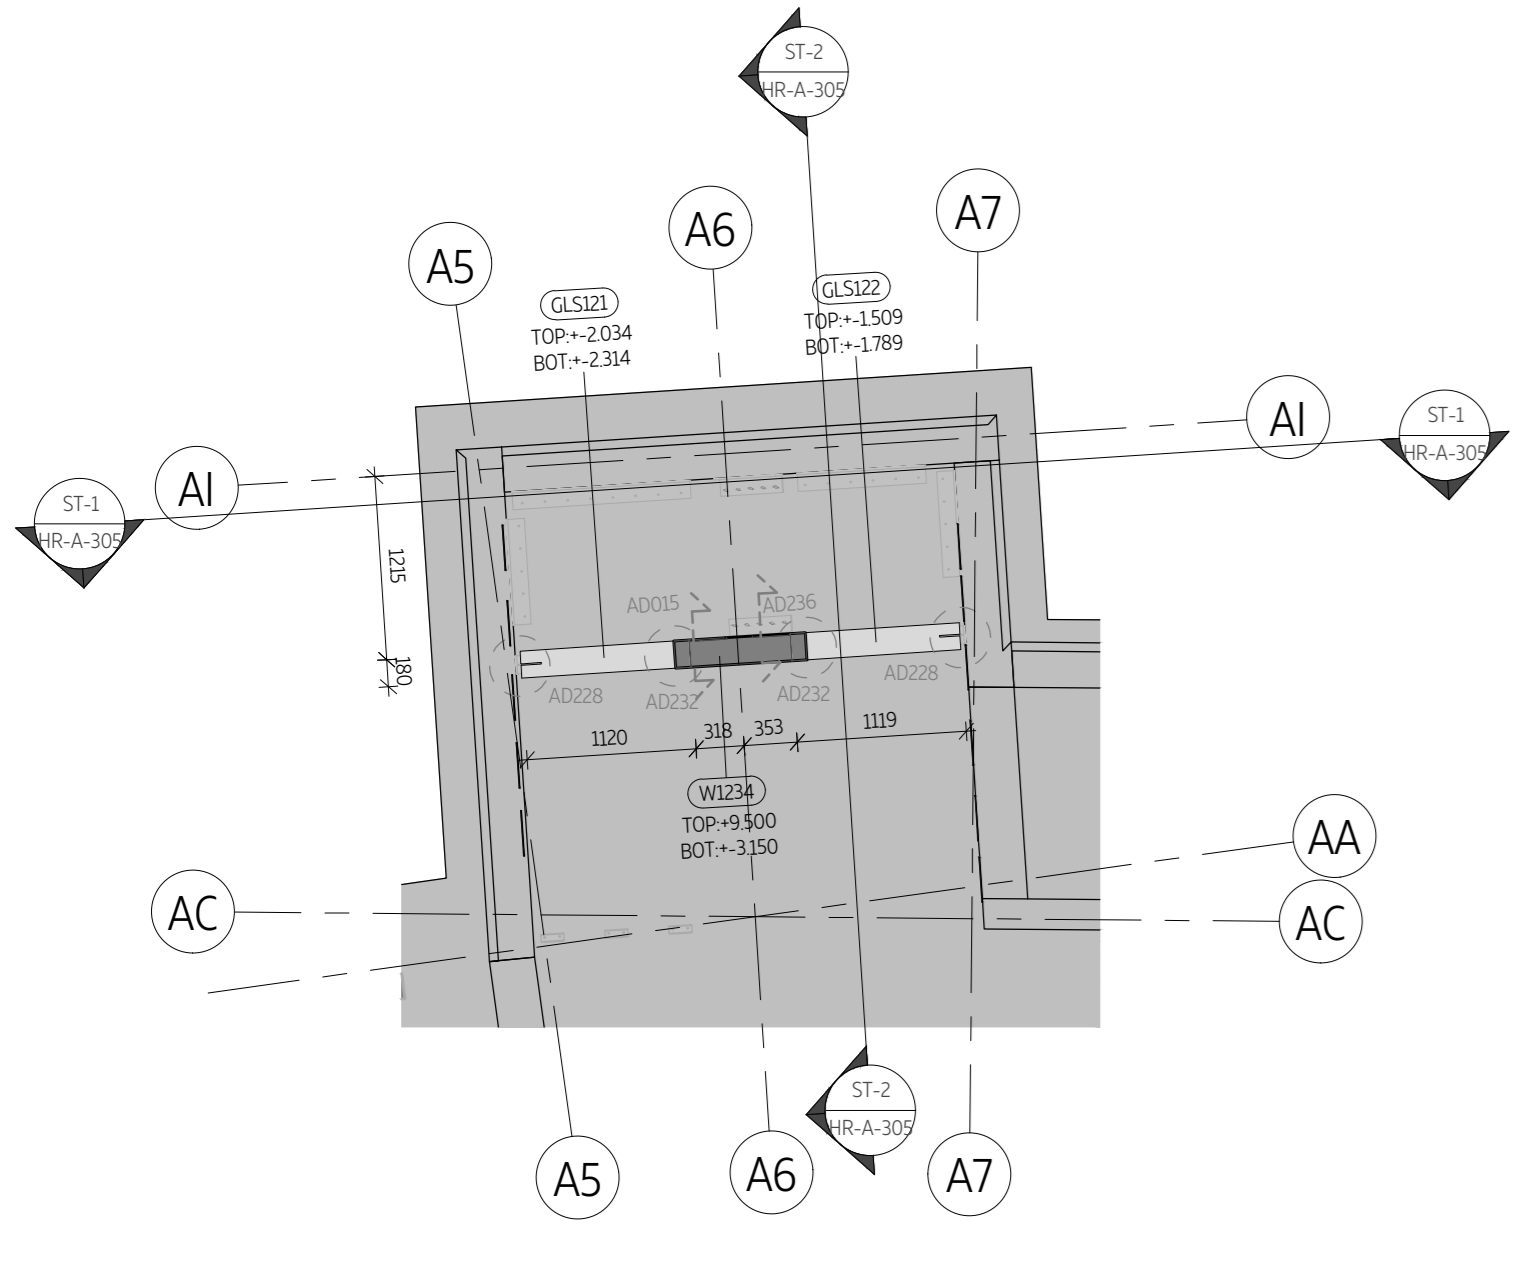 ST-2
HR-A-305
A5
A6
A7
GLS121
TOP:+-2.034
BOT:+-2.314
GLS122
TOP:+-1.509
BOT:+-1.789
AI
AI
ST-1
HR-A-305
ST-1
HR-A-305
1215
180
AD015
AD236
AD228
AD232
AD232
AD228
1120
318
353
1119
W1234
TOP:+9.500
BOT:+-3.150
AA
AC
AC
ST-2
HR-A-305
A5
A6
A7